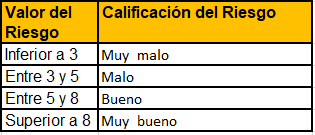 Valor del Riesgo Calificación del Riesgo
Inferior a 3 Muy malo
Entre 3 y 5 Malo
Entre 5 y 8 Bueno
Superior a 8 Muy bueno